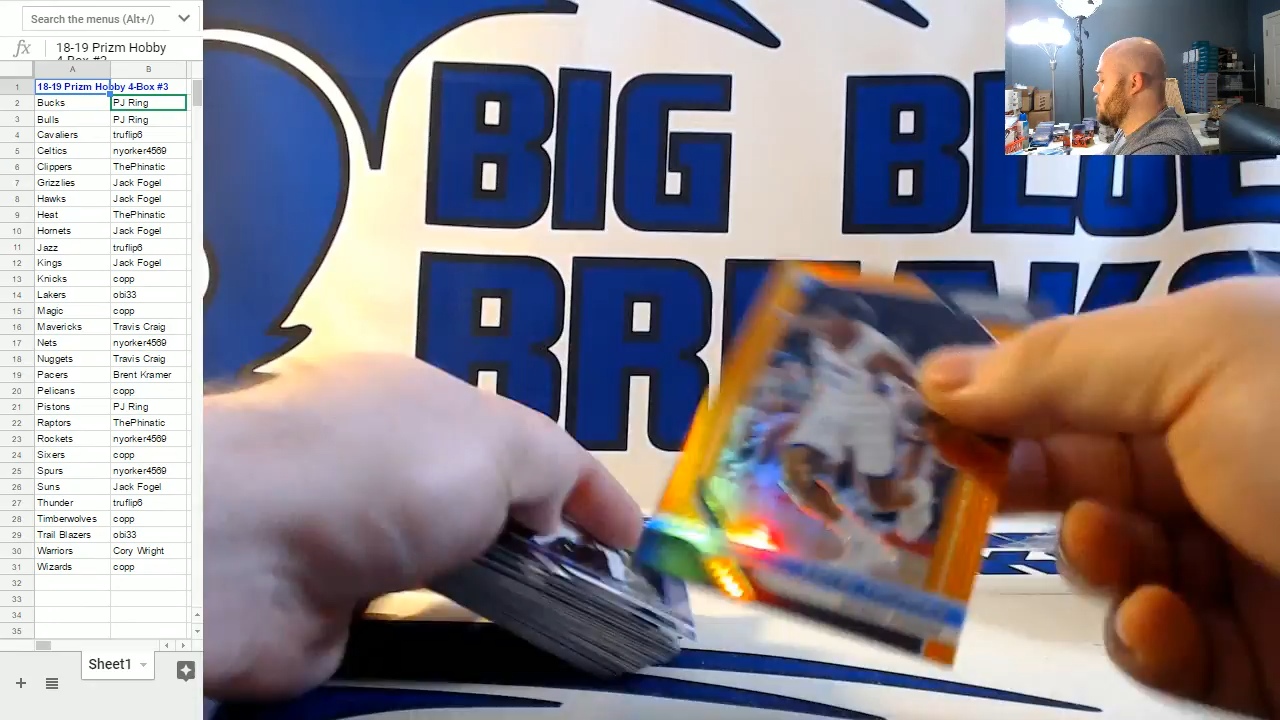 Search the menus (Alt+/)
fx 18-19 Prizm Hobby
A B
1 18-19 Prizm Hobby 4-Box #3
2 Bucks PJ Ring
3 Bulls PJ Ring
4 Cavaliers truflip6
5 Celtics nyorker4569
6 Clippers ThePhinatic
7 Grizzlies Jack Fogel
8 Hawks Jack Fogel
9 Heat ThePhinatic
10 Hornets Jack Fogel
11 Jazz truflip6
12 Kings Jack Fogel
13 Knicks copp
14 Lakers obi33
15 Magic copp
16 Mavericks Travis Craig
17 Nets nyorker4569
18 Nuggets Travis Craig
19 Pacers Brent Kramer
20 Pelicans copp
21 Pistons PJ Ring
22 Raptors ThePhinatic
23 Rockets nyorker4569
24 Sixers copp
25 Spurs nyorker4569
26 Suns Jack Fogel
27 Thunder truflip6
28 Timberwolves copp
29 Trail Blazers obi33
30 Warriors Cory Wright
31 Wizards copp
32
33
34
35
Sheet1
BIG BLUE
BREAKS